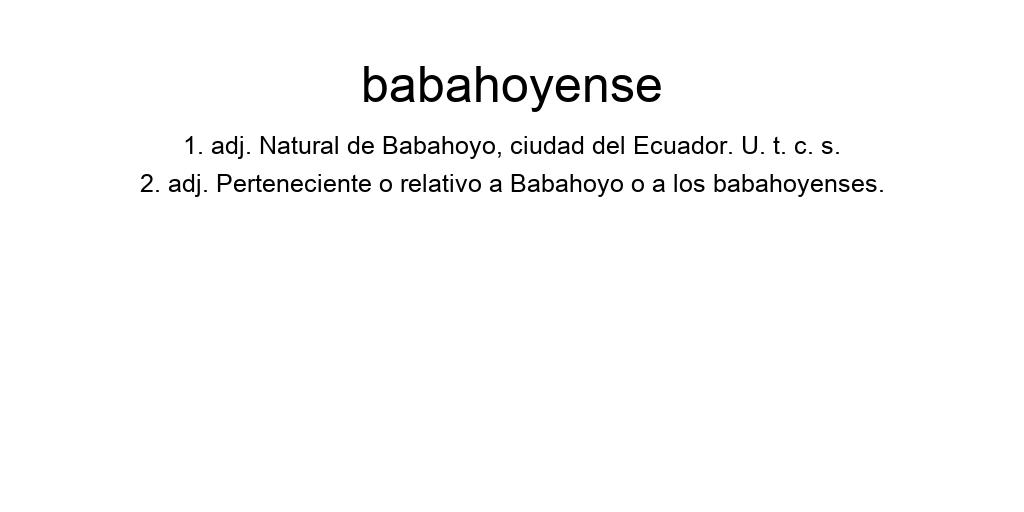 babahoyense
1. adj. Natural de Babahoyo, ciudad del Ecuador. U. t. c. s.
2. adj. Perteneciente o relativo a Babahoyo o a los babahoyenses.